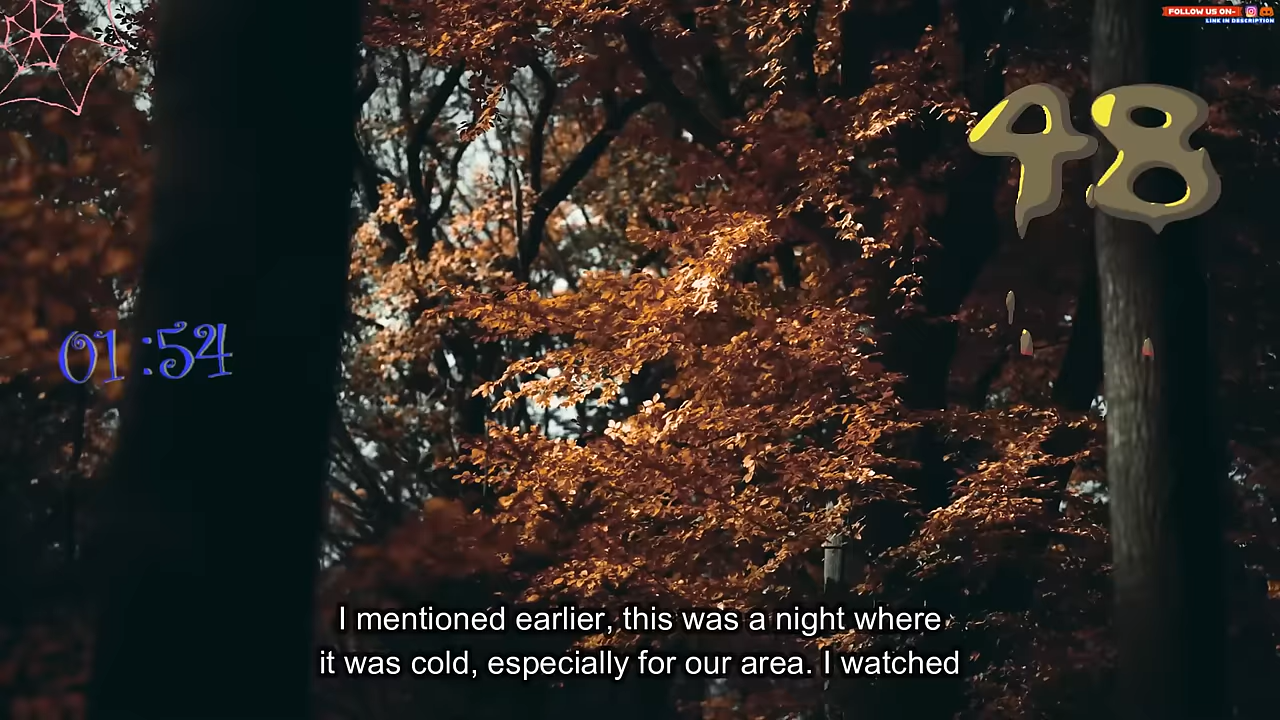 FOLLOW US ON-
LINK IN DESCRIPTION
48
01:54
I mentioned earlier, this was a night where
it was cold, especially for our area. I watched